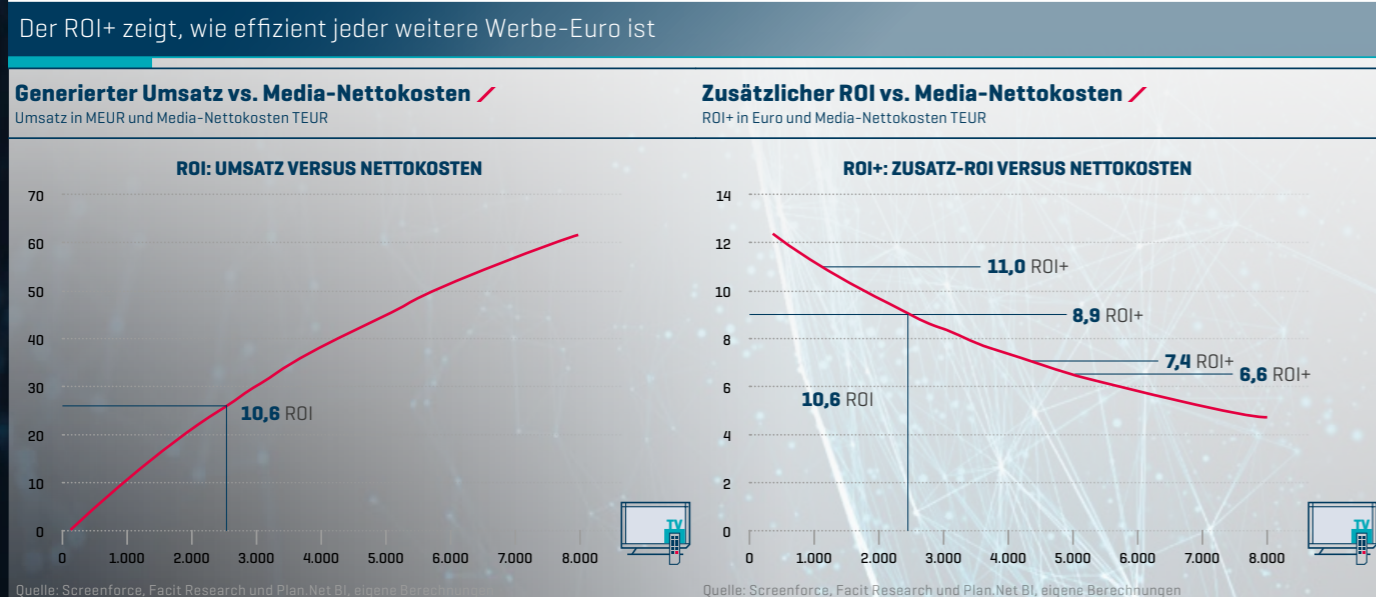 Der ROI+ zeigt, wie effizient jeder weitere Werbe-Euro ist
Generierter Umsatz vs. Media-Nettokosten
Umsatz in MEUR und Media-Nettokosten TEUR
ROI: UMSATZ VERSUS NETTOKOSTEN
70
60
50
40
30
20
10
0
10,6 ROI
0 1.000 2.000 3.000 4.000 5.000 6.000 7.000 8.000
TV
Quelle: Screenforce, Facit Research und Plan.Net BI, eigene Berechnungen
Zusätzlicher ROI vs. Media-Nettokosten
ROI+ in Euro und Media-Nettokosten TEUR
ROI+: ZUSATZ-ROI VERSUS NETTOKOSTEN
14
12
10
8
6
4
2
0
11,0 ROI+
8,9 ROI+
7,4 ROI+
6,6 ROI+
10,6 ROI
0 1.000 2.000 3.000 4.000 5.000 6.000 7.000 8.000
TV
Quelle: Screenforce, Facit Research und Plan.Net BI, eigene Berechnungen